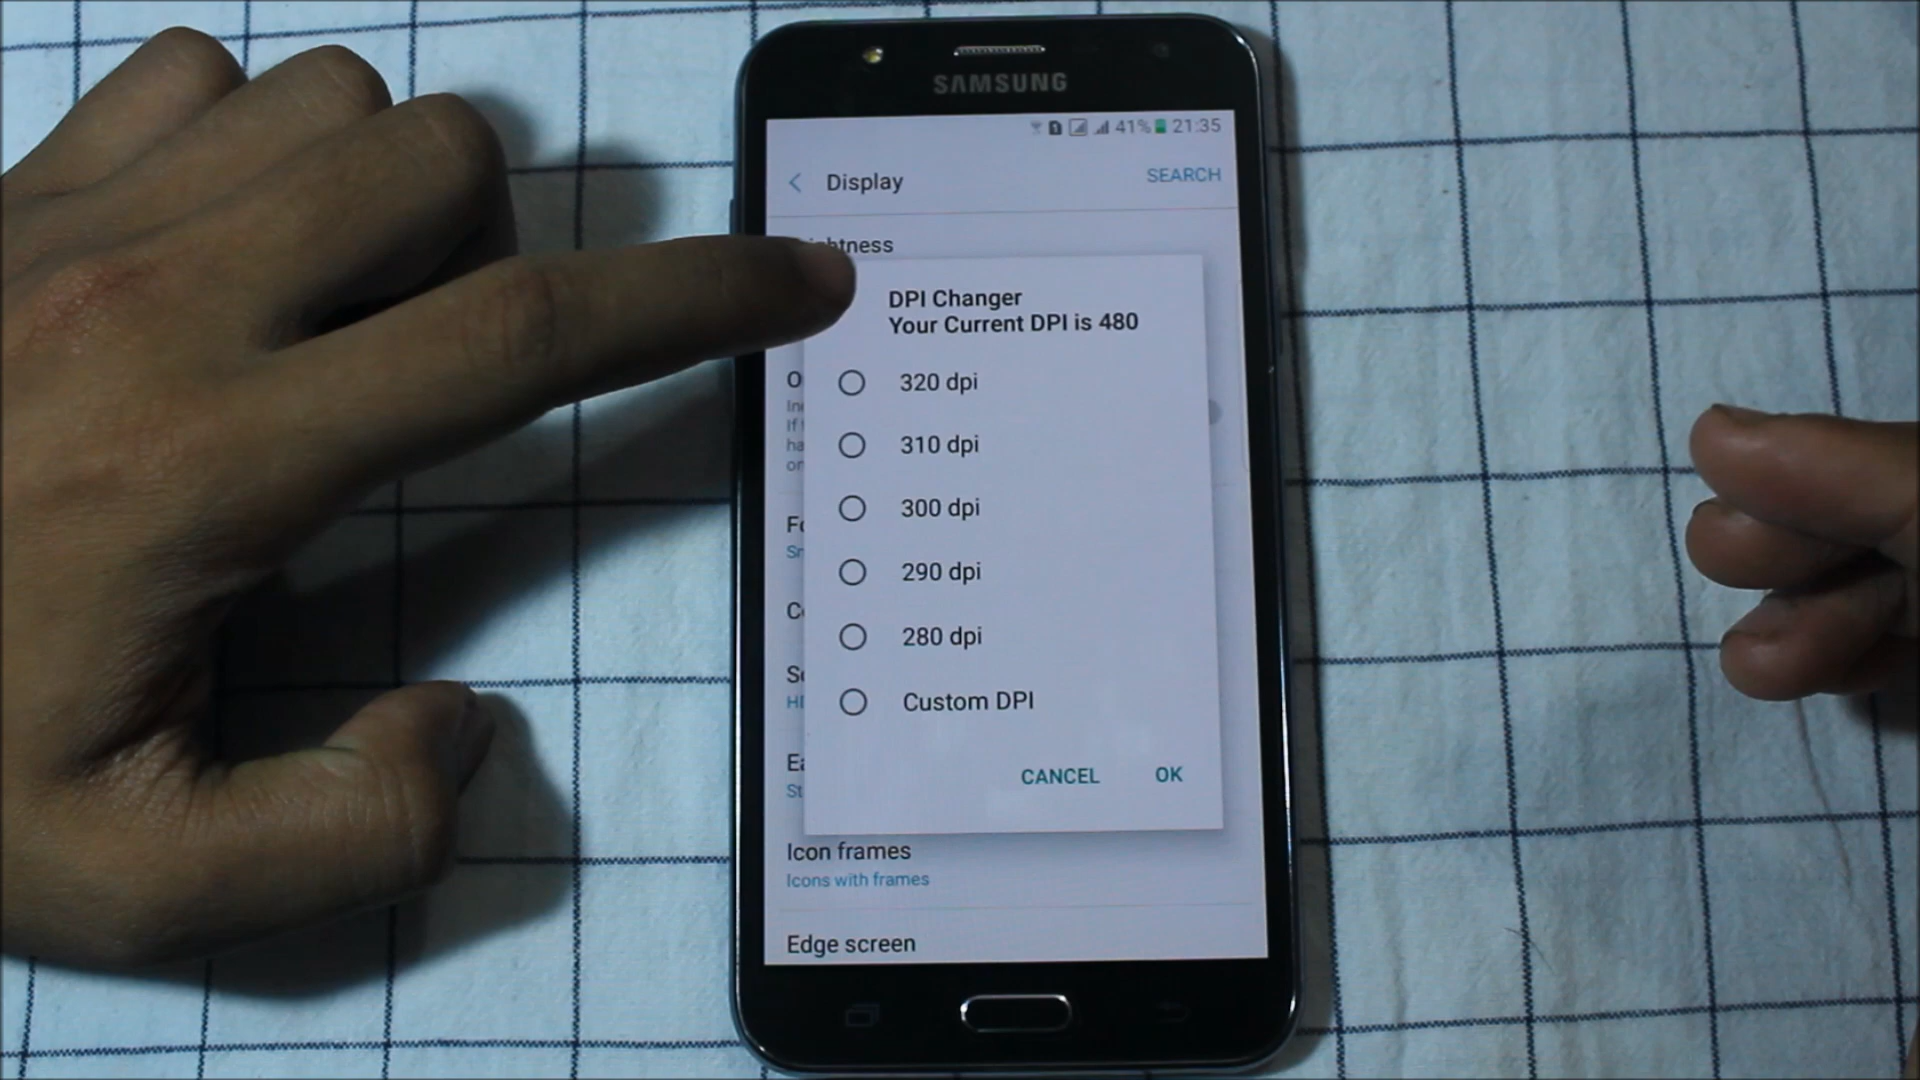 SAMSUNG
41% 21:35
Display
SEARCH
DPI Changer
Your Current DPI is 480
320 dpi
310 dpi
300 dpi
290 dpi
280 dpi
Custom DPI
CANCEL OK
Icon frames
Icons with frames
Edge screen